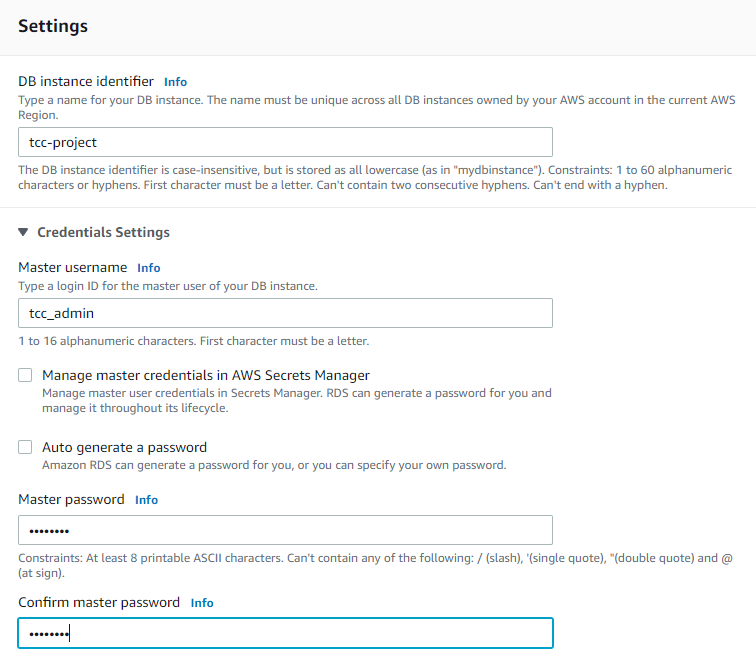 Settings
DB instance identifier Info
Type a name for your DB instance. The name must be unique across all DB instances owned by your AWS account in the current AWS
Region.
tcc-project
The DB instance identifier is case-insensitive, but is stored as all lowercase (as in "mydbinstance"). Constraints: 1 to 60 alphanumeric
characters or hyphens. First character must be a letter. Can't contain two consecutive hyphens. Can't end with a hyphen.
Credentials Settings
Master username Info
Type a login ID for the master user of your DB instance.
tcc_admin
1 to 16 alphanumeric characters. First character must be a letter.
Manage master credentials in AWS Secrets Manager
Manage master user credentials in Secrets Manager. RDS can generate a password for you and
manage it throughout its lifecycle.
Auto generate a password
Amazon RDS can generate a password for you, or you can specify your own password.
Master password Info
••••••••
Constraints: At least 8 printable ASCII characters. Can't contain any of the following: / (slash), '(single quote), "(double quote) and @
(at sign).
Confirm master password Info
••••••••